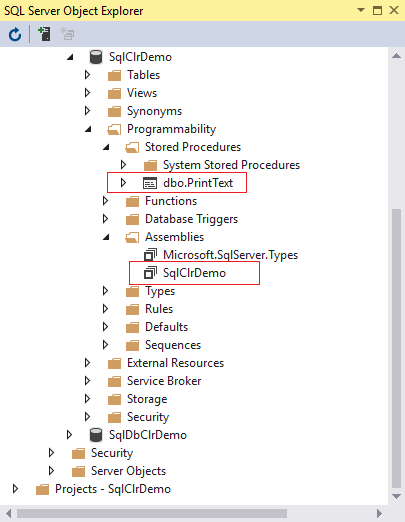 SQL Server Object Explorer
SqlClrDemo
Tables
Views
Synonyms
Programmability
Stored Procedures
System Stored Procedures
dbo.PrintText
Functions
Database Triggers
Assemblies
Microsoft.SqlServer.Types
SqlClrDemo
Types
Rules
Defaults
Sequences
External Resources
Service Broker
Storage
Security
SqlDbClrDemo
Security
Server Objects
Projects - SqlClrDemo